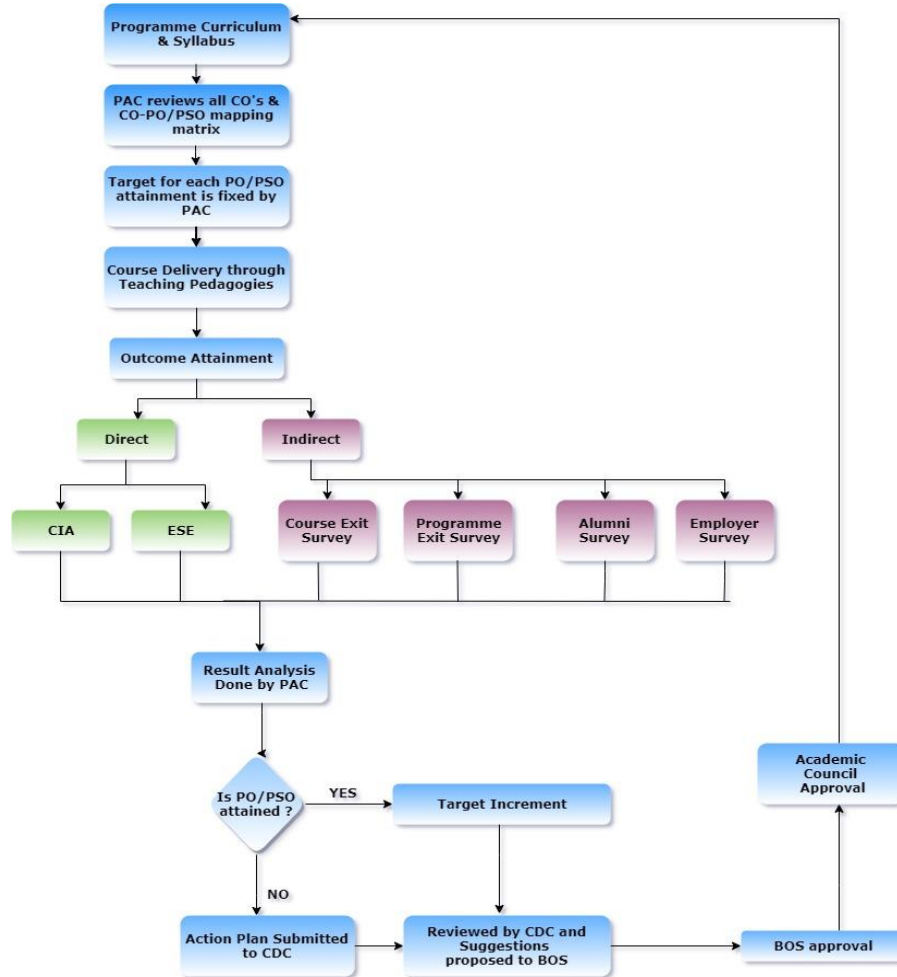 Programme Curriculum
& Syllabus
PAC reviews all CO's &
CO-PO/PSO mapping
matrix
Target for each PO/PSO
attainment is fixed by
PAC
Course Delivery through
Teaching Pedagogies
Outcome Attainment
Direct
Indirect
CIA
ESE
Course Exit
Survey
Programme
Exit Survey
Alumni
Survey
Employer
Survey
Result Analysis
Done by PAC
Is PO/PSO
attained ?
YES
Target Increment
Academic
Council
Approval
NO
Action Plan Submitted
to CDC
Reviewed by CDC and
Suggestions
proposed to BOS
BOS approval